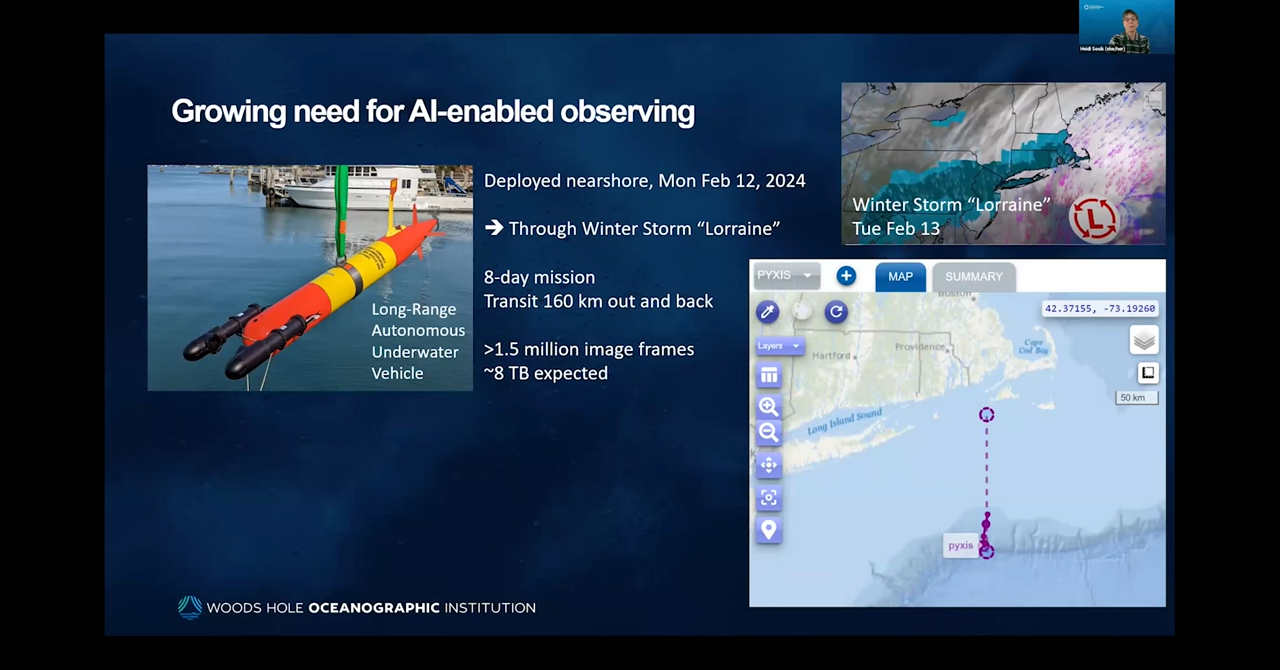 Heidi Sosik (she/her)
Growing need for AI-enabled observing
Long-Range
Autonomous
Underwater
Vehicle
Deployed nearshore, Mon Feb 12, 2024
➔ Through Winter Storm “Lorraine”
8-day mission
Transit 160 km out and back
>1.5 million image frames
~8 TB expected
Winter Storm “Lorraine”
Tue Feb 13
L
PYXIS
MAP
SUMMARY
Boston
42.37155, -73.19260
Layers
Hartford
Providence
Cape
Cod Bay
50 km
Long Island Sound
pyxis
WOODS HOLE OCEANOGRAPHIC INSTITUTION